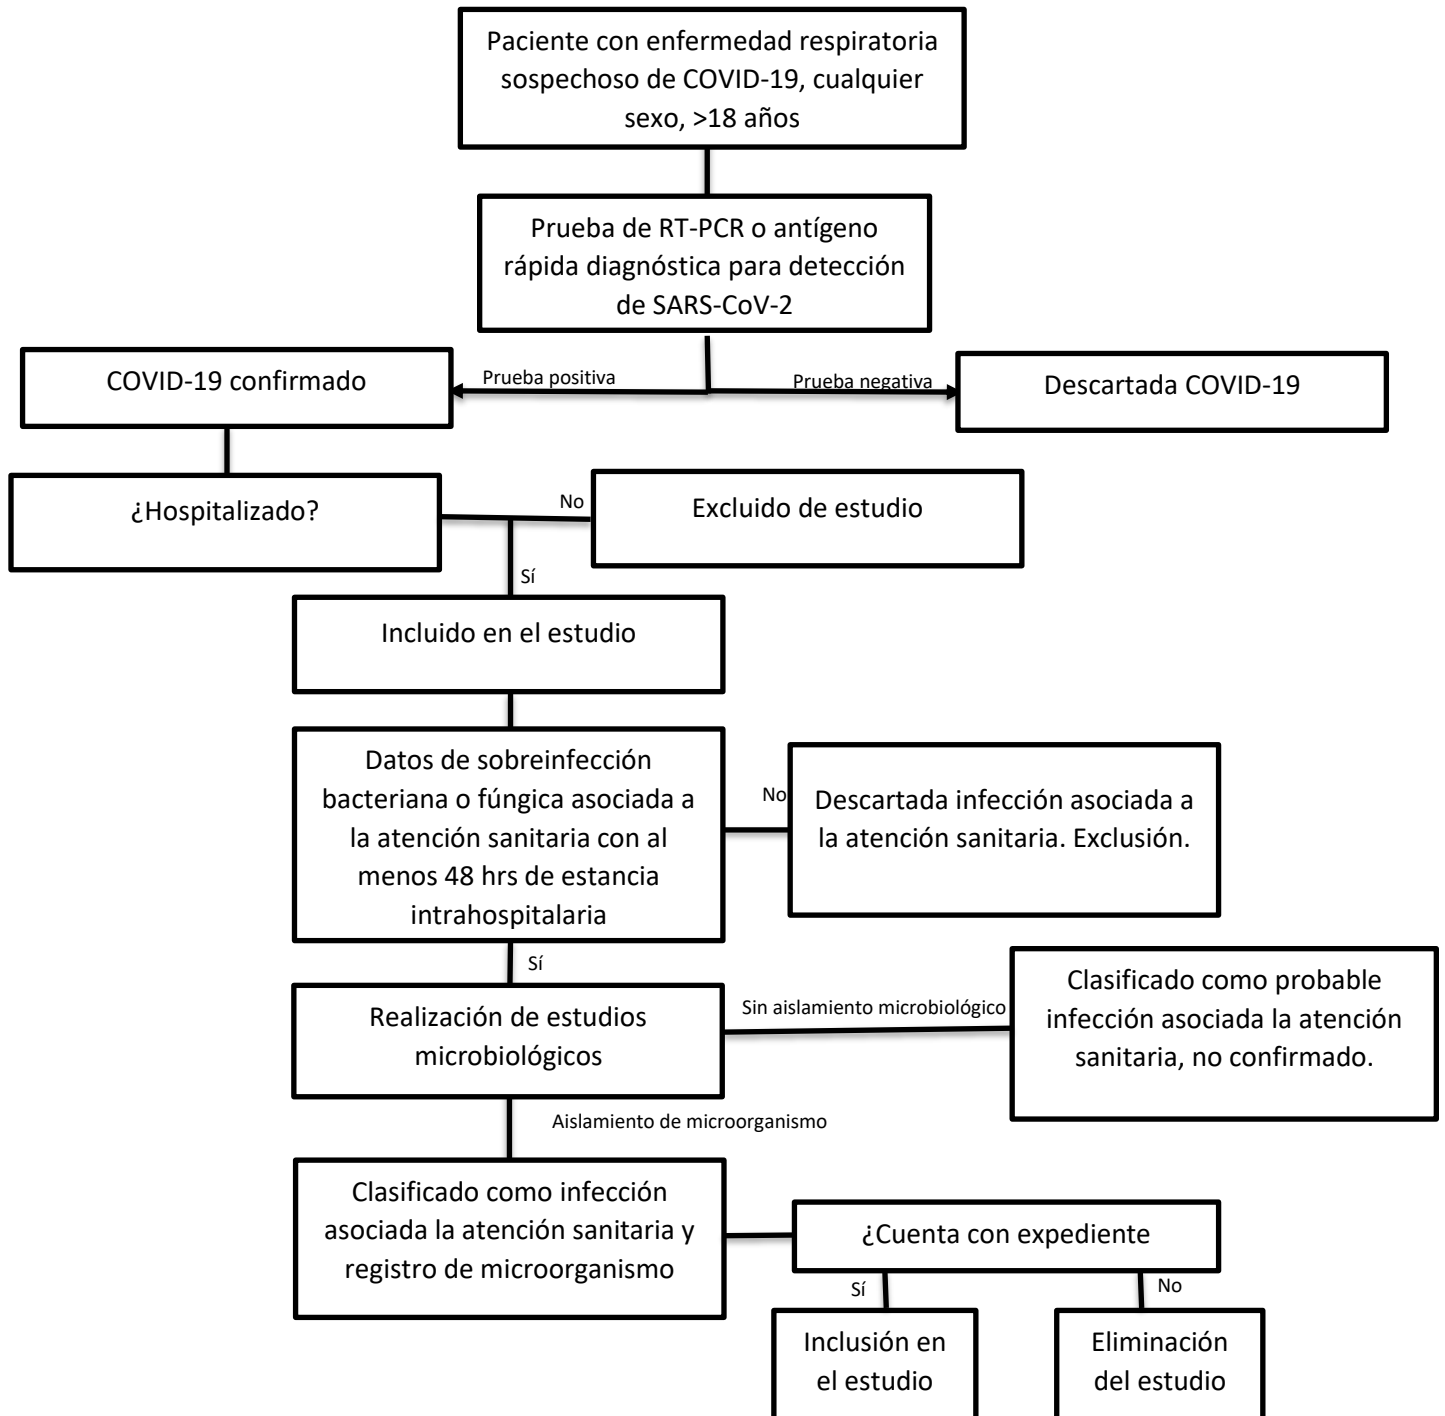 Paciente con enfermedad respiratoria
sospechoso de COVID-19, cualquier
sexo, >18 años
Prueba de RT-PCR o antígeno
rápida diagnóstica para detección
de SARS-CoV-2
COVID-19 confirmado
Prueba positiva
Prueba negativa
Descartada COVID-19
¿Hospitalizado?
No
Excluido de estudio
Sí
Incluido en el estudio
Datos de sobreinfección
bacteriana o fúngica asociada a
la atención sanitaria con al
menos 48 hrs de estancia
intrahospitalaria
No
Descartada infección asociada a
la atención sanitaria. Exclusión.
Sí
Realización de estudios
microbiológicos
Sin aislamiento microbiológico
Clasificado como probable
infección asociada la atención
sanitaria, no confirmado.
Aislamiento de microorganismo
Clasificado como infección
asociada la atención sanitaria y
registro de microorganismo
¿Cuenta con expediente
Sí
No
Inclusión en
el estudio
Eliminación
del estudio